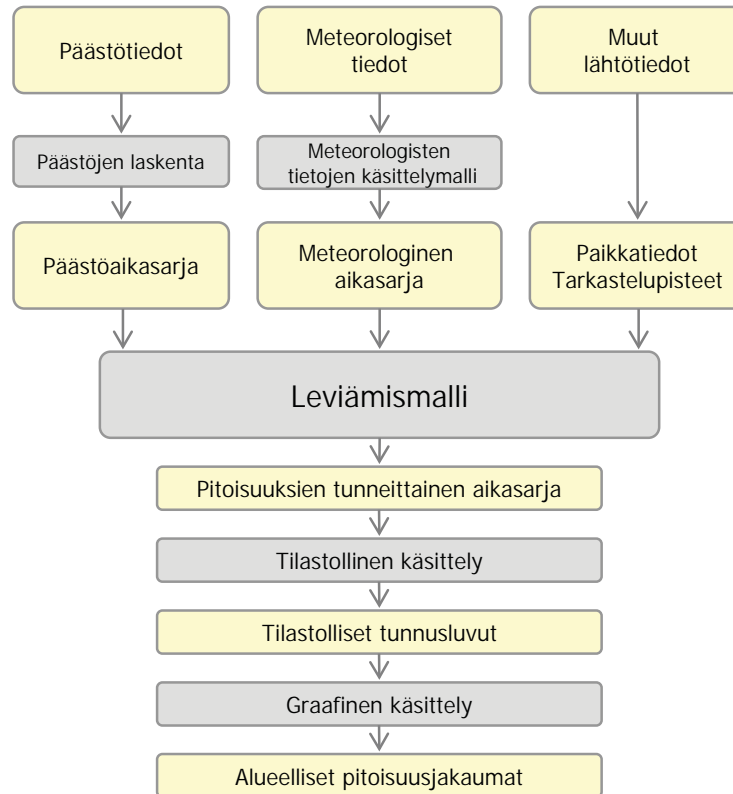 Päästötiedot
Meteorologiset
tiedot
Muut
lähtötiedot
Päästöjen laskenta
Meteorologisten
tietojen käsittelymalli
Päästöaikasarja
Meteorologinen
aikasarja
Paikkatiedot
Tarkastelupisteet
Leviämismalli
Pitoisuuksien tunneittainen aikasarja
Tilastollinen käsittely
Tilastolliset tunnusluvut
Graafinen käsittely
Alueelliset pitoisuusjakaumat